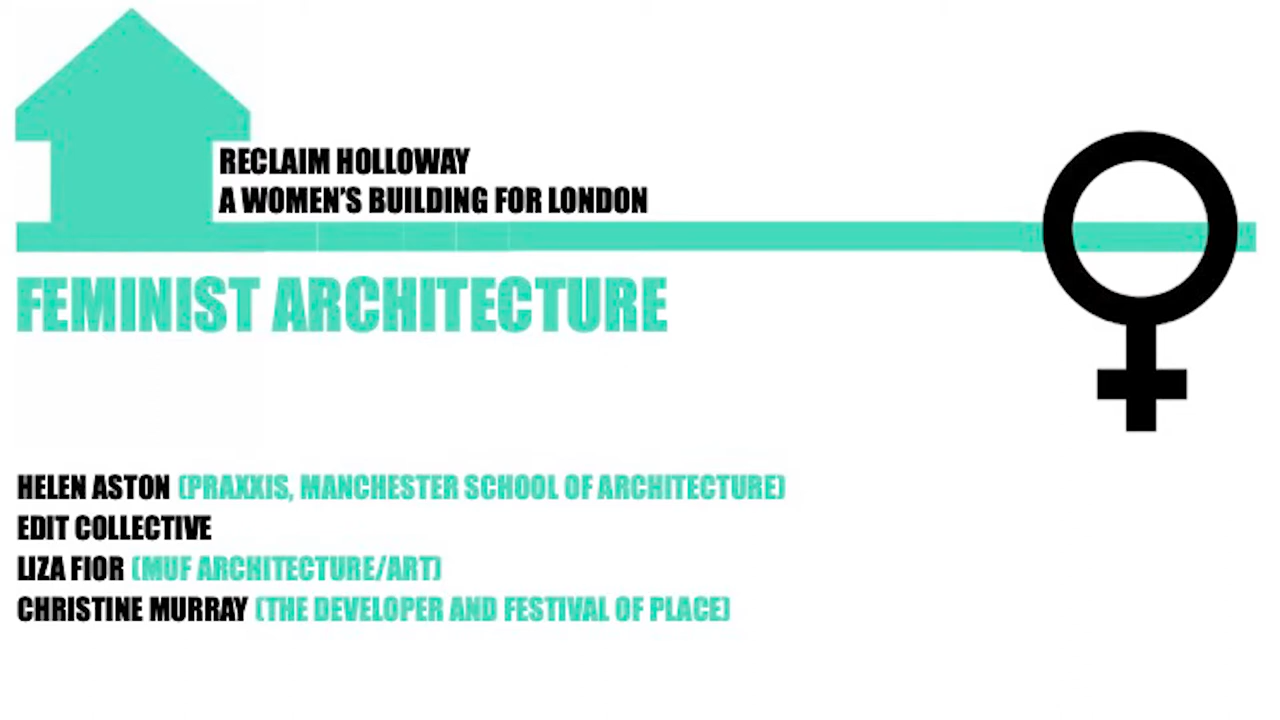 RECLAIM HOLLOWAY
A WOMEN'S BUILDING FOR LONDON
FEMINIST ARCHITECTURE
HELEN ASTON (PRAXXIS, MANCHESTER SCHOOL OF ARCHITECTURE)
EDIT COLLECTIVE
LIZA FIOR (MUF ARCHITECTURE/ART)
CHRISTINE MURRAY (THE DEVELOPER AND FESTIVAL OF PLACE)